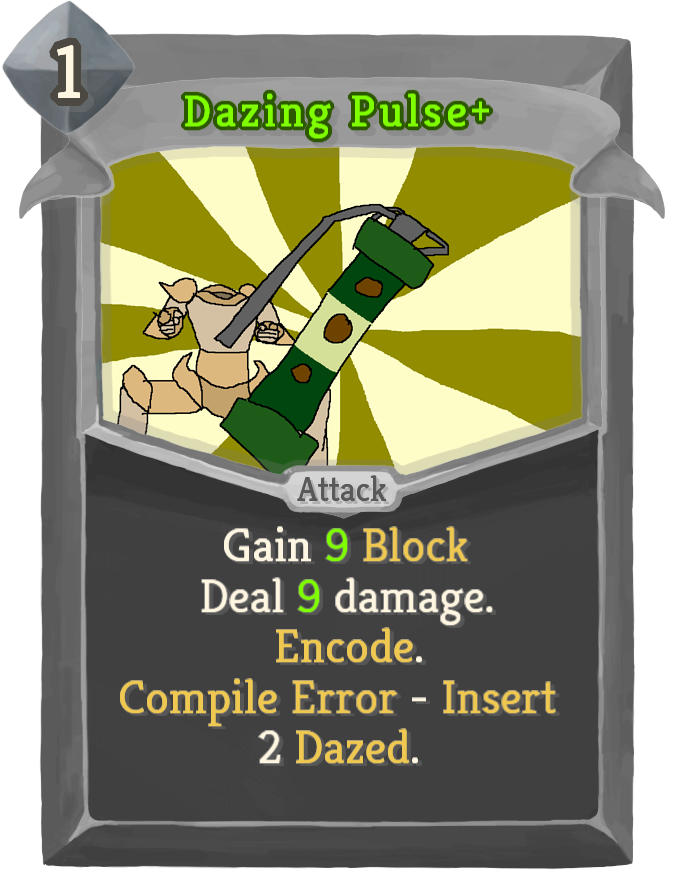 1
Dazing Pulse+
Attack
Gain 9 Block
Deal 9 damage.
Encode.
Compile Error - Insert
2 Dazed.